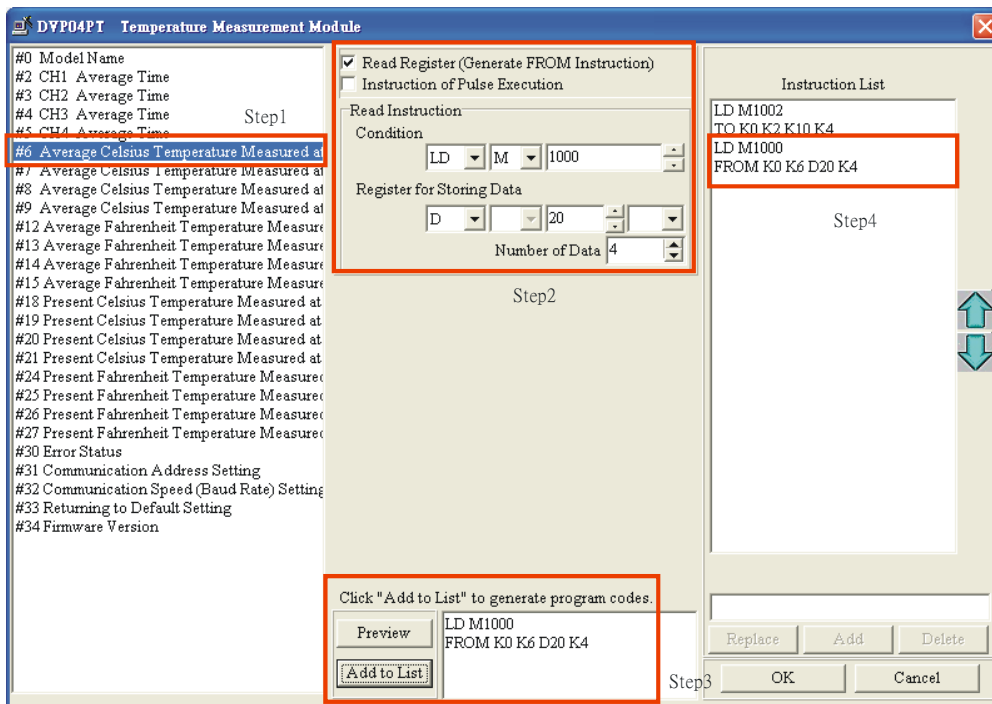 DVP04PT Temperature Measurement Module
#0 Model Name
#2 CH1 Average Time
#3 CH2 Average Time
#4 CH3 Average Time
#5 CH4 Average Time
Step1
#6 Average Celsius Temperature Measured at
#7 Average Celsius Temperature Measured at
#8 Average Celsius Temperature Measured at
#9 Average Celsius Temperature Measured at
#12 Average Fahrenheit Temperature Measure
#13 Average Fahrenheit Temperature Measure
#14 Average Fahrenheit Temperature Measure
#15 Average Fahrenheit Temperature Measure
#18 Present Celsius Temperature Measured at
#19 Present Celsius Temperature Measured at
#20 Present Celsius Temperature Measured at
#21 Present Celsius Temperature Measured at
#24 Present Fahrenheit Temperature Measured
#25 Present Fahrenheit Temperature Measured
#26 Present Fahrenheit Temperature Measured
#27 Present Fahrenheit Temperature Measured
#30 Error Status
#31 Communication Address Setting
#32 Communication Speed (Baud Rate) Setting
#33 Returning to Default Setting
#34 Firmware Version
Read Register (Generate FROM Instruction)
Instruction of Pulse Execution
Read Instruction
Condition
LD M 1000
Register for Storing Data
D 20
Number of Data 4
Step2
Click "Add to List" to generate program codes.
Preview
Add to List
LD M1000
FROM K0 K6 D20 K4
Step3
Instruction List
LD M1002
TO K0 K2 K10 K4
LD M1000
FROM K0 K6 D20 K4
Step4
Replace
Add
Delete
OK
Cancel